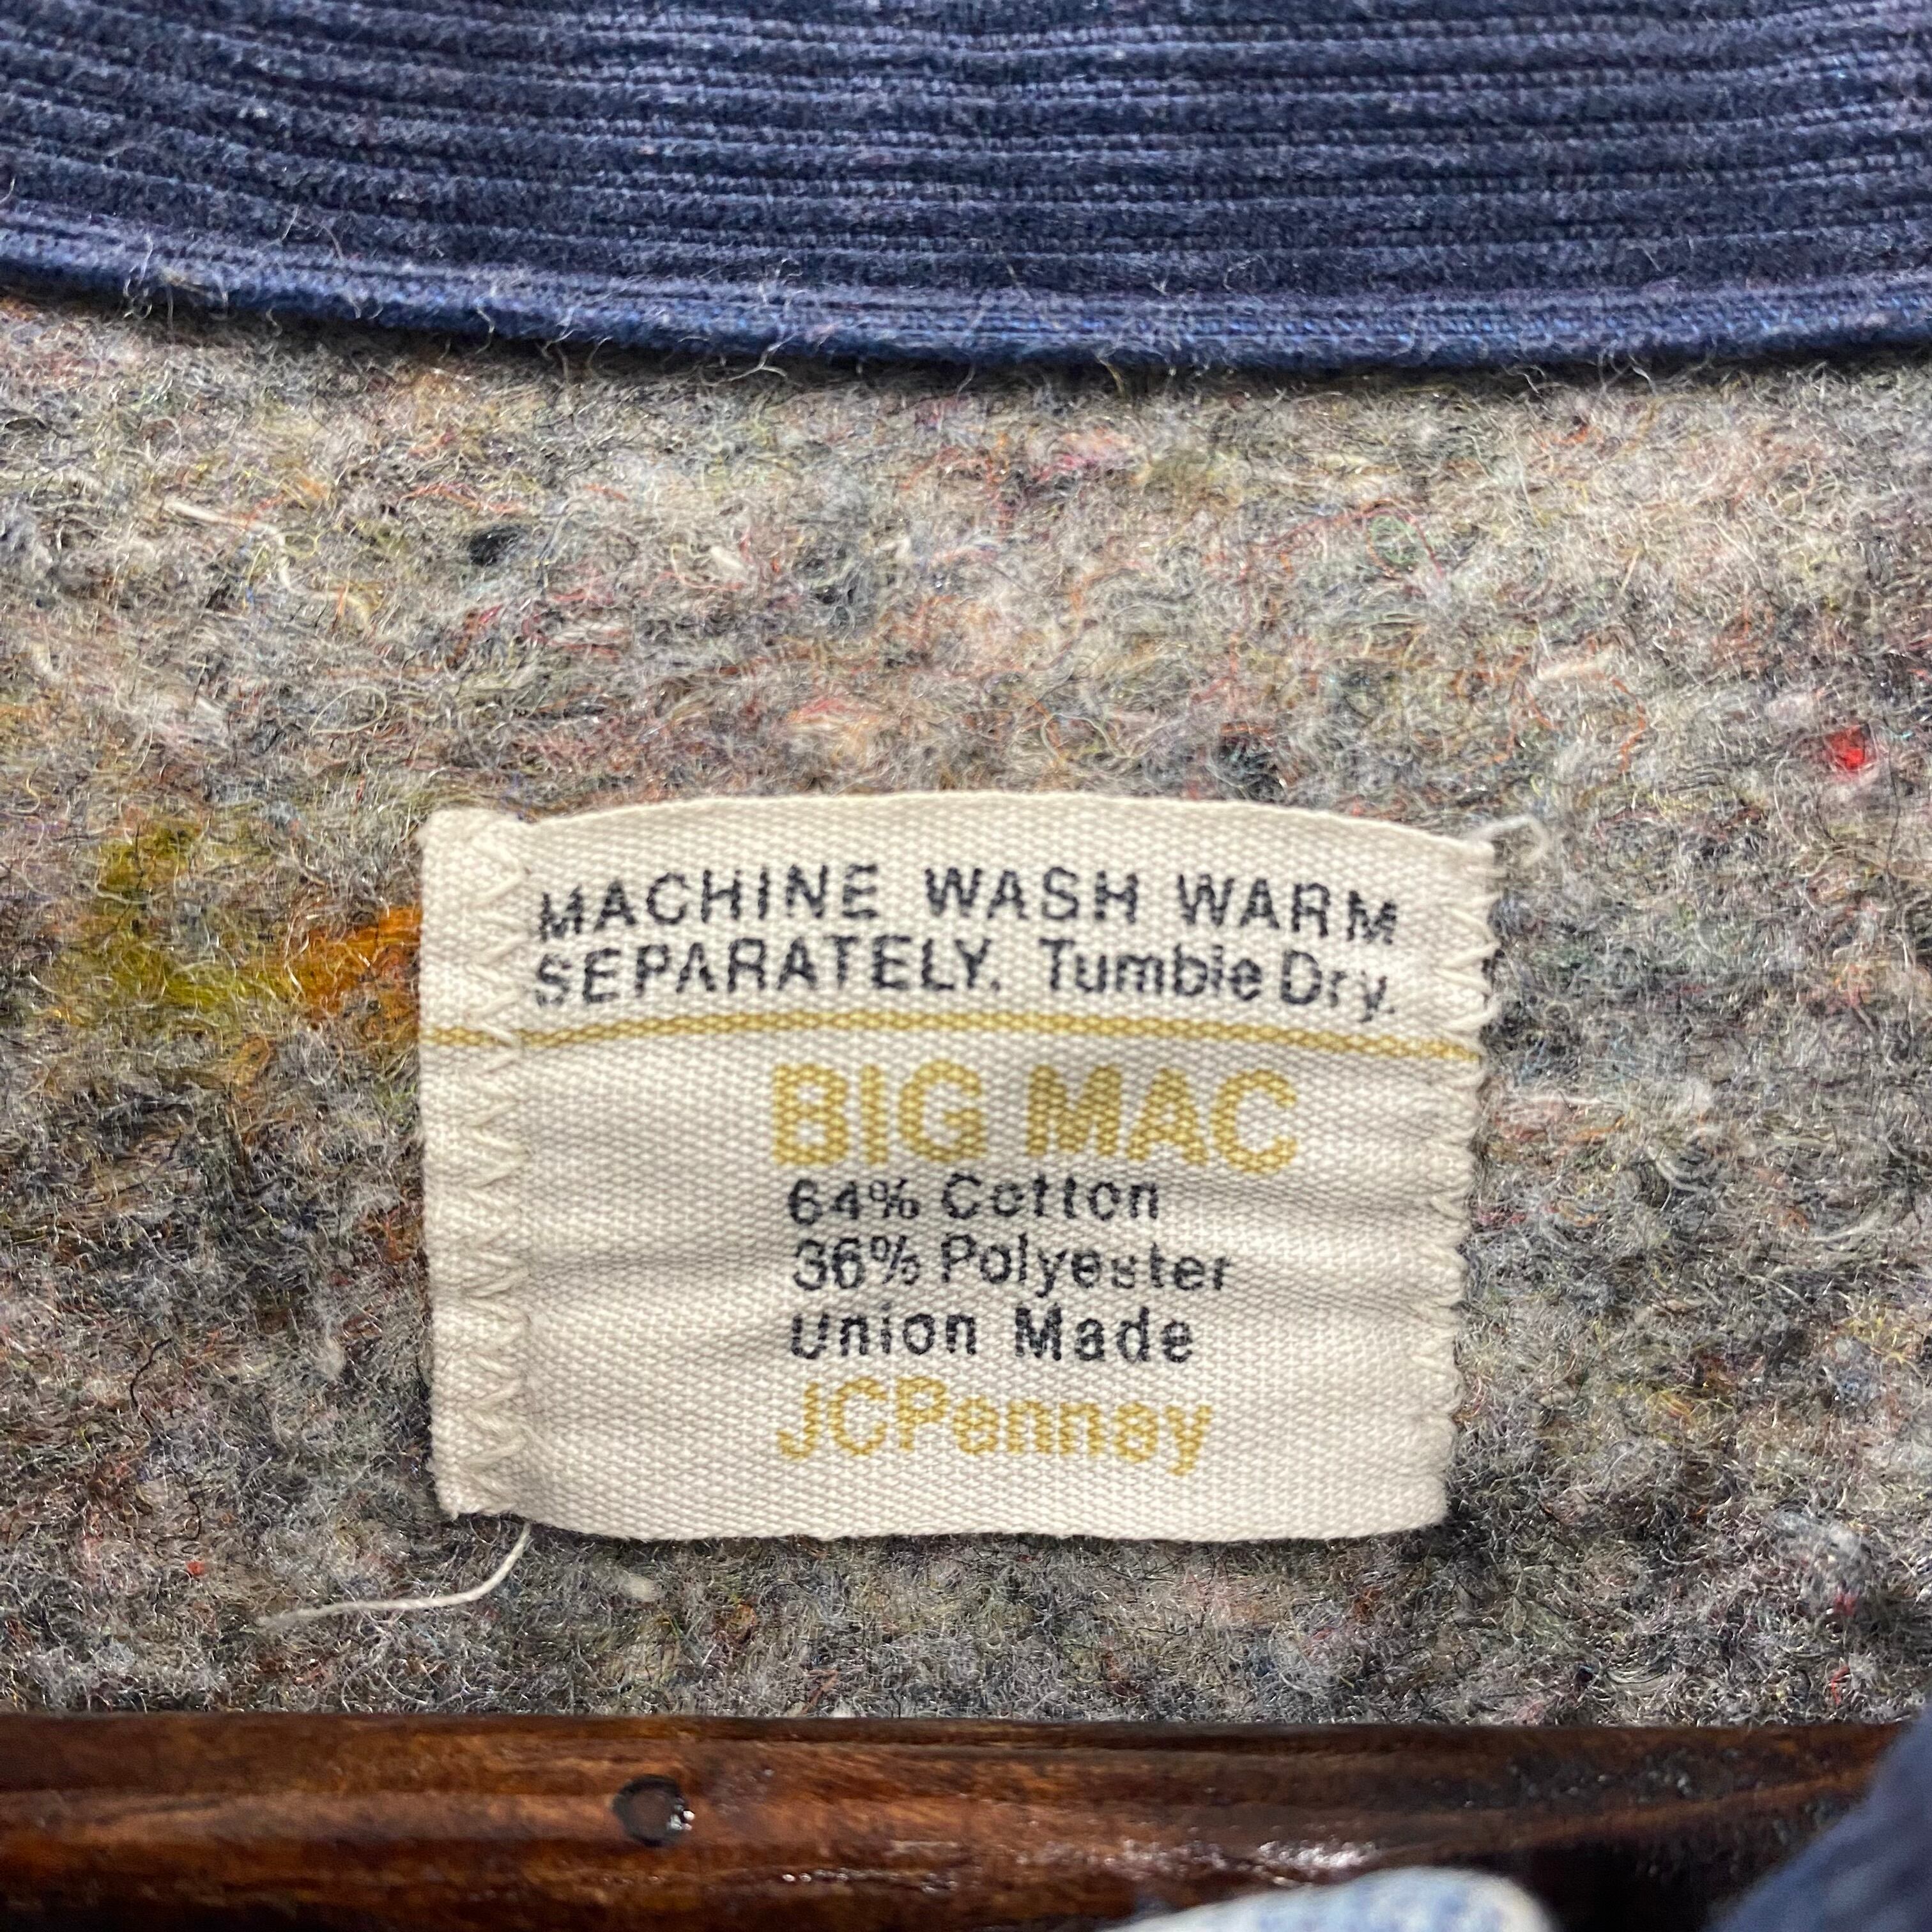 MACHINE WASH WARM
SEPARATELY. Tumble Dry.
BIG MAC
64% Cotton
36% Polyester
Union Made
JCPenney